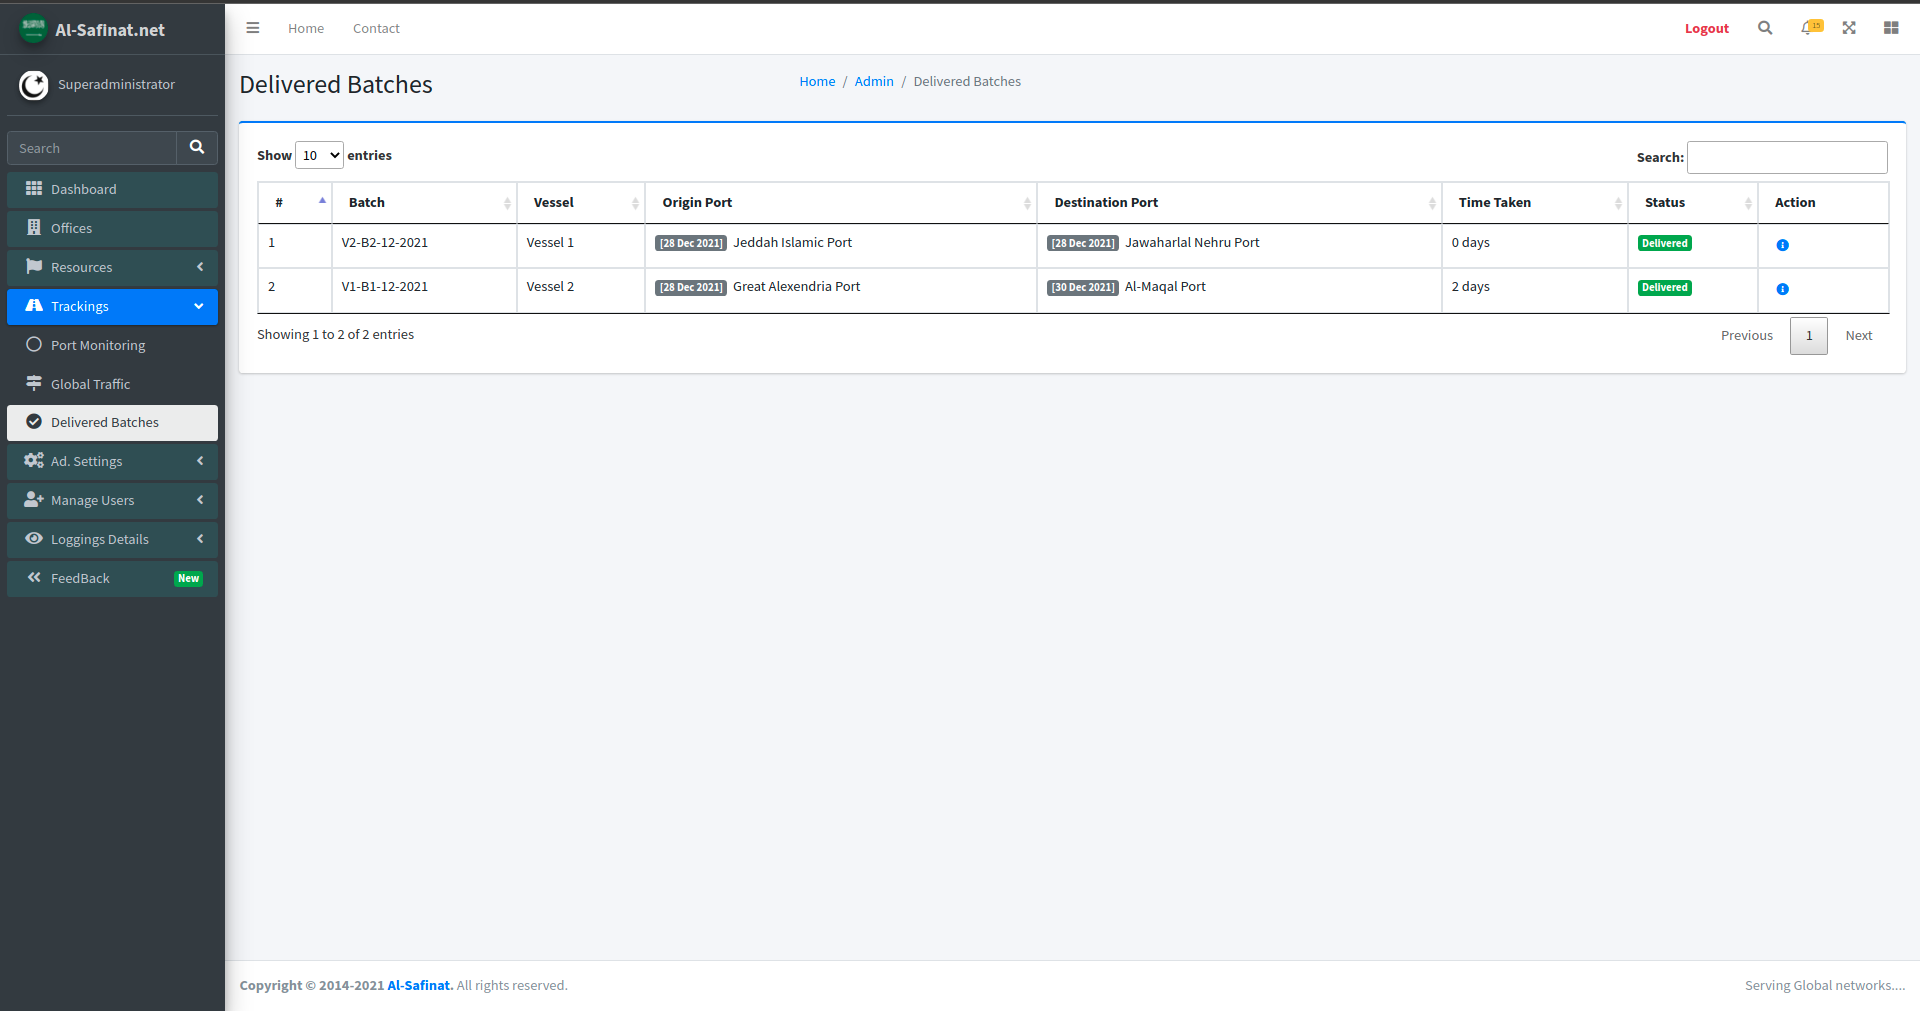 Al-Safinat.net
Superadministrator
Search
Dashboard
Offices
Resources
Trackings
Port Monitoring
Global Traffic
Delivered Batches
Ad. Settings
Manage Users
Loggings Details
FeedBack New
Home Contact Logout 15
Delivered Batches Home / Admin / Delivered Batches
Show 10 entries Search:
# Batch Vessel Origin Port Destination Port Time Taken Status Action
1 V2-B2-12-2021 Vessel 1 [28 Dec 2021] Jeddah Islamic Port [28 Dec 2021] Jawaharlal Nehru Port 0 days Delivered
2 V1-B1-12-2021 Vessel 2 [28 Dec 2021] Great Alexendria Port [30 Dec 2021] Al-Maqal Port 2 days Delivered
Showing 1 to 2 of 2 entries Previous 1 Next
Copyright © 2014-2021 Al-Safinat. All rights reserved. Serving Global networks....